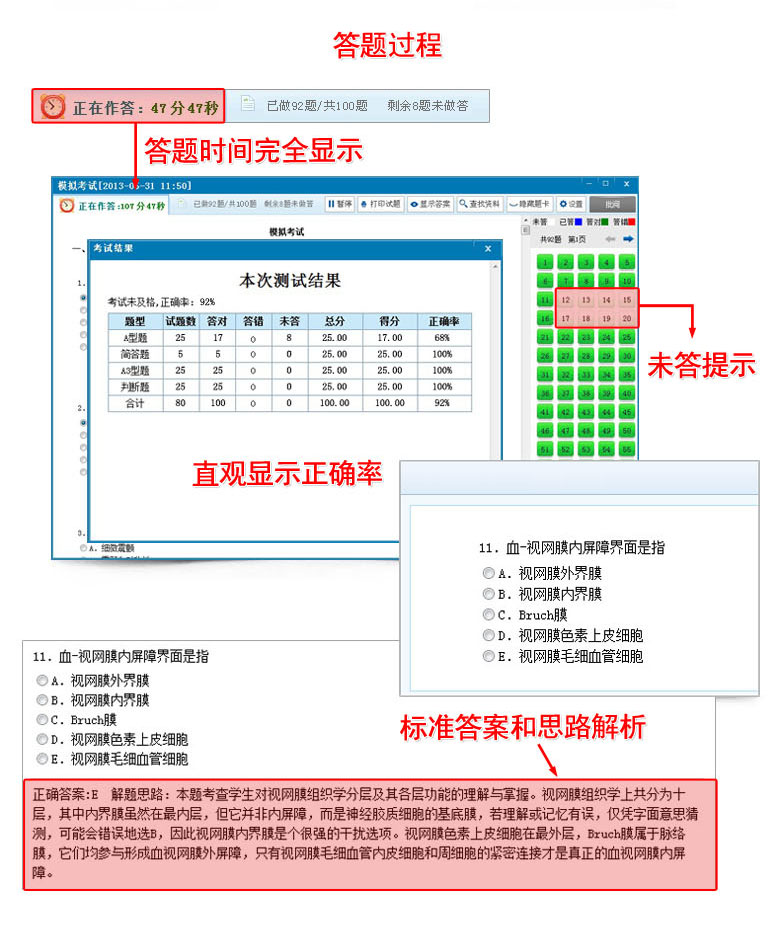 答题过程
正在作答: 47分47秒 已做92题/共100题 剩余8题未做答
答题时间完全显示
模拟考试[2013-03-31 11:50]
正在作答:107分47秒 已做92题/共100题 剩余8题未做答 暂停 打印试题 显示答案 查找资料 隐藏题卡 设置
模拟考试
未答 已答 答对 答错
共92题 第1页
一、
考试结果 X
本次测试结果
考试未及格,正确率: 92%
题型 试题数 答对 答错 未答 总分 得分 正确率
A型题 25 17 0 8 25.00 17.00 68%
简答题 5 5 0 0 25.00 25.00 100%
A3型题 25 25 0 0 25.00 25.00 100%
判断题 25 25 0 0 25.00 25.00 100%
合计 80 100 0 0 100.00 100.00 92%
1.
2.
3.
A. 细微震颤
1 2 3 4 5
6 7 8 9 10
11 12 13 14 15
16 17 18 19 20
21 22 23 24 25
26 27 28 29 30
31 32 33 34 35
36 37 38 39 40
41 42 43 44 45
46 47 48 49 50
51 52 53 54 55
未答提示
直观显示正确率
11. 血-视网膜内屏障界面是指
A. 视网膜外界膜
B. 视网膜内界膜
C. Bruch膜
D. 视网膜色素上皮细胞
E. 视网膜毛细血管细胞
11. 血-视网膜内屏障界面是指
A. 视网膜外界膜
B. 视网膜内界膜
C. Bruch膜
D. 视网膜色素上皮细胞
E. 视网膜毛细血管细胞
标准答案和思路解析
正确答案:E 解题思路: 本题考查学生对视网膜组织学分层及其各层功能的理解与掌握。视网膜组织学上共分为十
层, 其中内界膜虽然在最内层, 但它并非内屏障, 而是神经胶质细胞的基底膜, 若理解或记忆有误, 仅凭字面意思猜
测, 可能会错误地选B, 因此视网膜内界膜是个很强的干扰选项。视网膜色素上皮细胞在最外层, Bruch膜属于脉络
膜, 它们均参与形成血视网膜外屏障, 只有视网膜毛细血管内皮细胞和周细胞的紧密连接才是真正的血视网膜内屏
障。